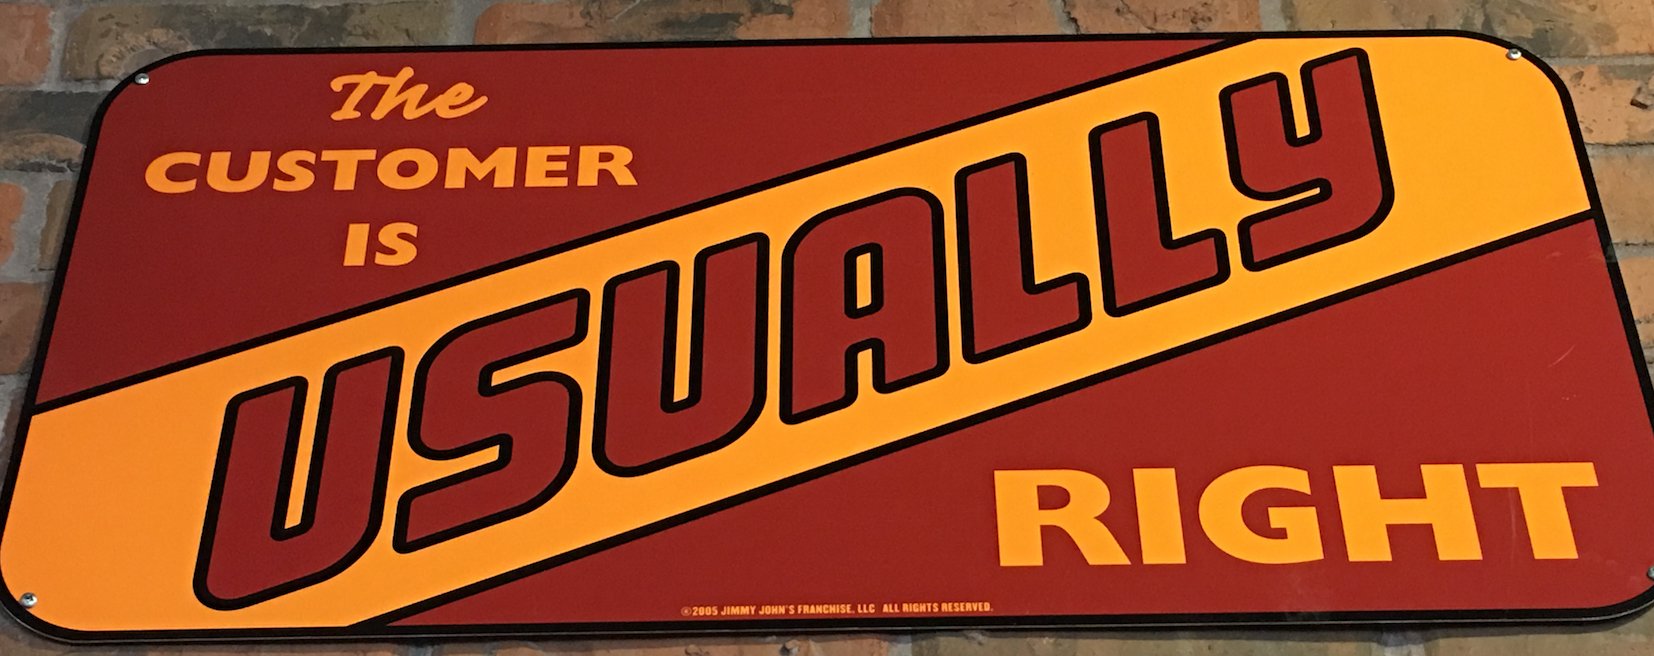 The
CUSTOMER
IS
USUALLY
RIGHT
©2005 JIMMY JOHN'S FRANCHISE, LLC ALL RIGHTS RESERVED.